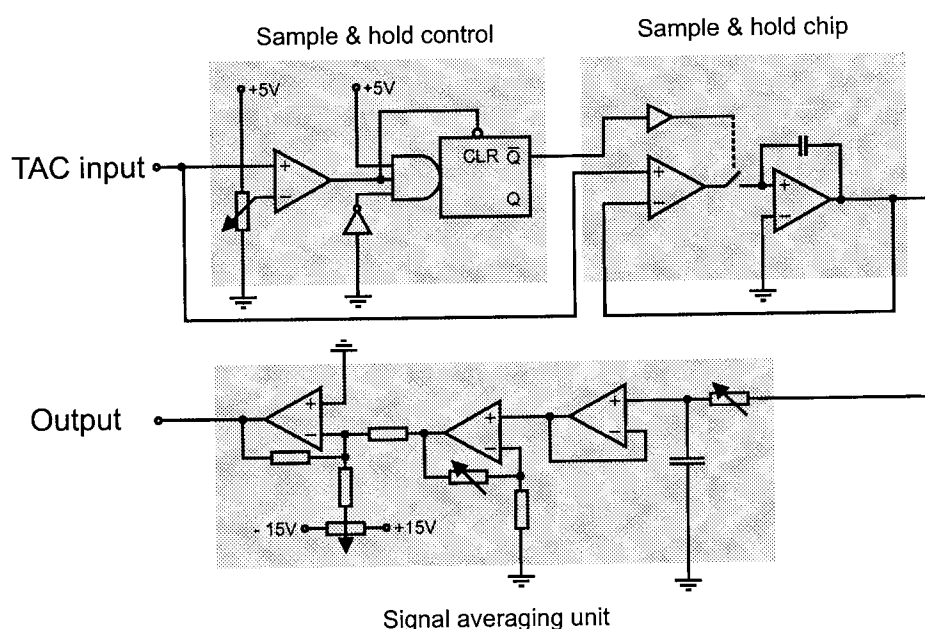 Sample & hold control
Sample & hold chip
+5V
+5V
TAC input
+
−
CLR Q̅
Q
+
−
+
−
Output
+
−
+
−
+
−
- 15V
+15V
Signal averaging unit